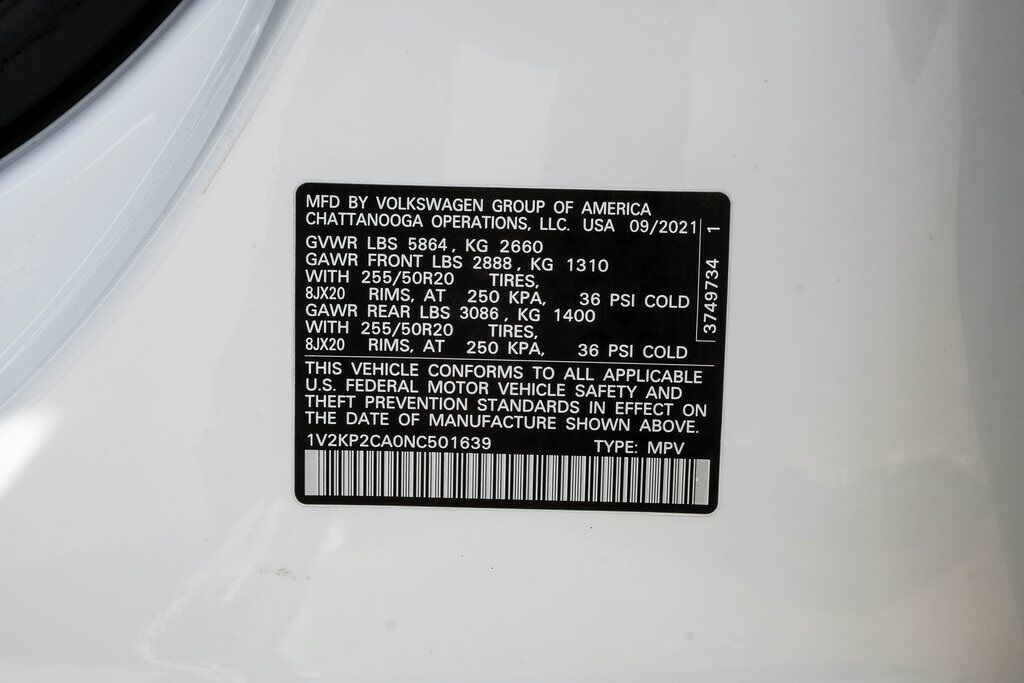 MFD BY VOLKSWAGEN GROUP OF AMERICA
CHATTANOOGA OPERATIONS, LLC. USA 09/2021
GVWR LBS 5864, KG 2660
GAWR FRONT LBS 2888, KG 1310
WITH 255/50R20 TIRES,
8JX20 RIMS, AT 250 KPA, 36 PSI COLD
GAWR REAR LBS 3086, KG 1400
WITH 255/50R20 TIRES,
8JX20 RIMS, AT 250 KPA, 36 PSI COLD
3749734 1
THIS VEHICLE CONFORMS TO ALL APPLICABLE
U.S. FEDERAL MOTOR VEHICLE SAFETY AND
THEFT PREVENTION STANDARDS IN EFFECT ON
THE DATE OF MANUFACTURE SHOWN ABOVE.
1V2KP2CA0NC501639 TYPE: MPV